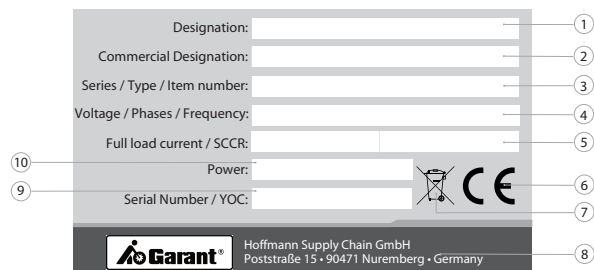 Designation: 1
Commercial Designation: 2
Series / Type / Item number: 3
Voltage / Phases / Frequency: 4
Full load current / SCCR: 5
10 Power: 6
9 Serial Number / YOC: 7
CE
Garant®
Hoffmann Supply Chain GmbH
Poststraße 15 • 90471 Nuremberg • Germany 8